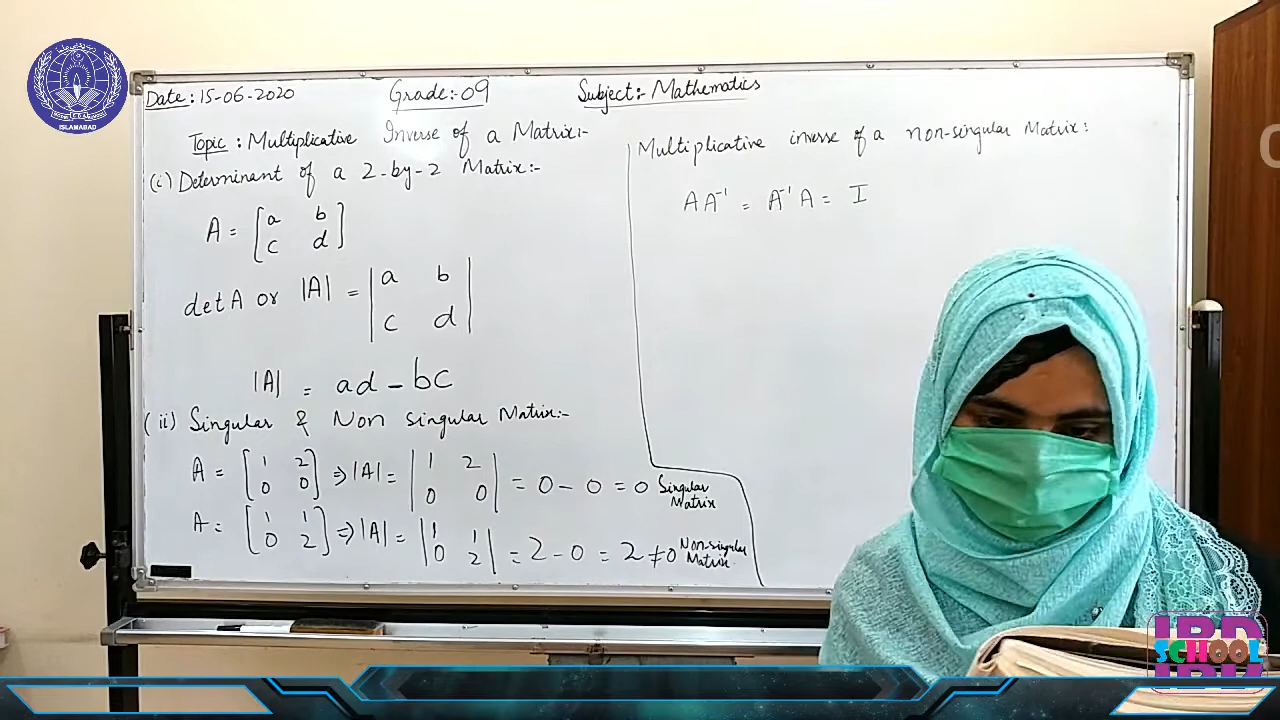 Date: 15-06-2020 Grade:- 09 Subject:- Mathematics
Topic: Multiplicative Inverse of a Matrix:-
(i) Determinant of a 2-by-2 Matrix:-
A = [a b
c d]
det A or |A| = |a b
c d|
|A| = ad - bc
(ii) Singular & Non singular Matrix:-
A = [1 2
0 0] ⇒ |A| = |1 2
0 0| = 0 - 0 = 0 Singular
Matrix
A = [1 1
0 2] ⇒ |A| = |1 1
0 2| = 2 - 0 = 2 ≠ 0 Non-singular
Matrix.
Multiplicative inverse of a non-singular Matrix:
A A⁻¹ = A⁻¹ A = I
ISLAMABAD
SCHOOL